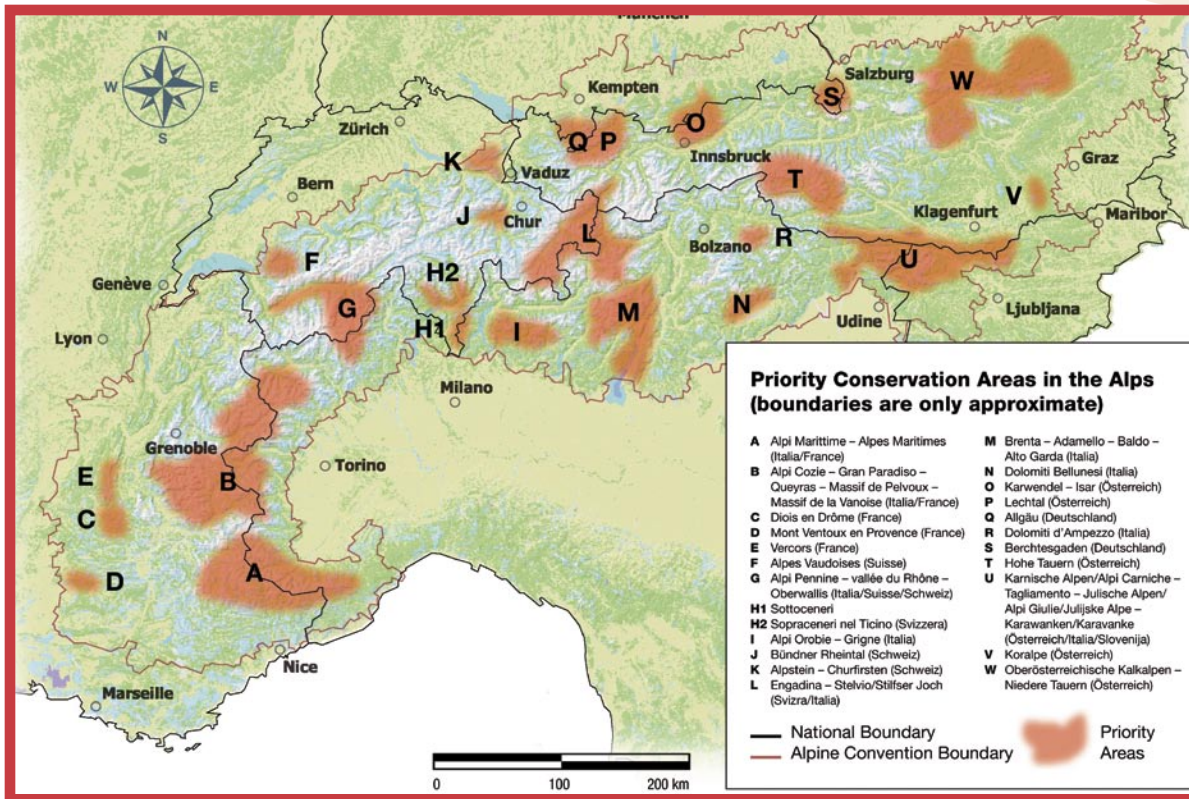 München
N
W
E
S
Salzburg
W
Kempten
S
Zürich
O
Q
P
Innsbruck
Graz
K
Vaduz
T
Bern
V
J
Chur
Klagenfurt
Maribor
L
Bolzano
R
F
U
Genève
H2
G
M
N
Ljubljana
H1
I
Udine
Lyon
Milano
Grenoble
Torino
E
B
C
A
D
Nice
Marseille
0 100 200 km
Priority Conservation Areas in the Alps
(boundaries are only approximate)
A Alpi Marittime – Alpes Maritimes
(Italia/France)
B Alpi Cozie – Gran Paradiso –
Queyras – Massif de Pelvoux –
Massif de la Vanoise (Italia/France)
C Diois en Drôme (France)
D Mont Ventoux en Provence (France)
E Vercors (France)
F Alpes Vaudoises (Suisse)
G Alpi Pennine – vallée du Rhône –
Oberwallis (Italia/Suisse/Schweiz)
H1 Sottoceneri
H2 Sopraceneri nel Ticino (Svizzera)
I Alpi Orobie – Grigne (Italia)
J Bündner Rheintal (Schweiz)
K Alpstein – Churfirsten (Schweiz)
L Engadina – Stelvio/Stilfser Joch
(Svizra/Italia)
M Brenta – Adamello – Baldo –
Alto Garda (Italia)
N Dolomiti Bellunesi (Italia)
O Karwendel – Isar (Österreich)
P Lechtal (Österreich)
Q Allgäu (Deutschland)
R Dolomiti d'Ampezzo (Italia)
S Berchtesgaden (Deutschland)
T Hohe Tauern (Österreich)
U Karnische Alpen/Alpi Carniche –
Tagliamento – Julische Alpen/
Alpi Giulie/Julijske Alpe –
Karawanken/Karavanke
(Österreich/Italia/Slovenija)
V Koralpe (Österreich)
W Oberösterreichische Kalkalpen –
Niedere Tauern (Österreich)
National Boundary
Alpine Convention Boundary
Priority
Areas